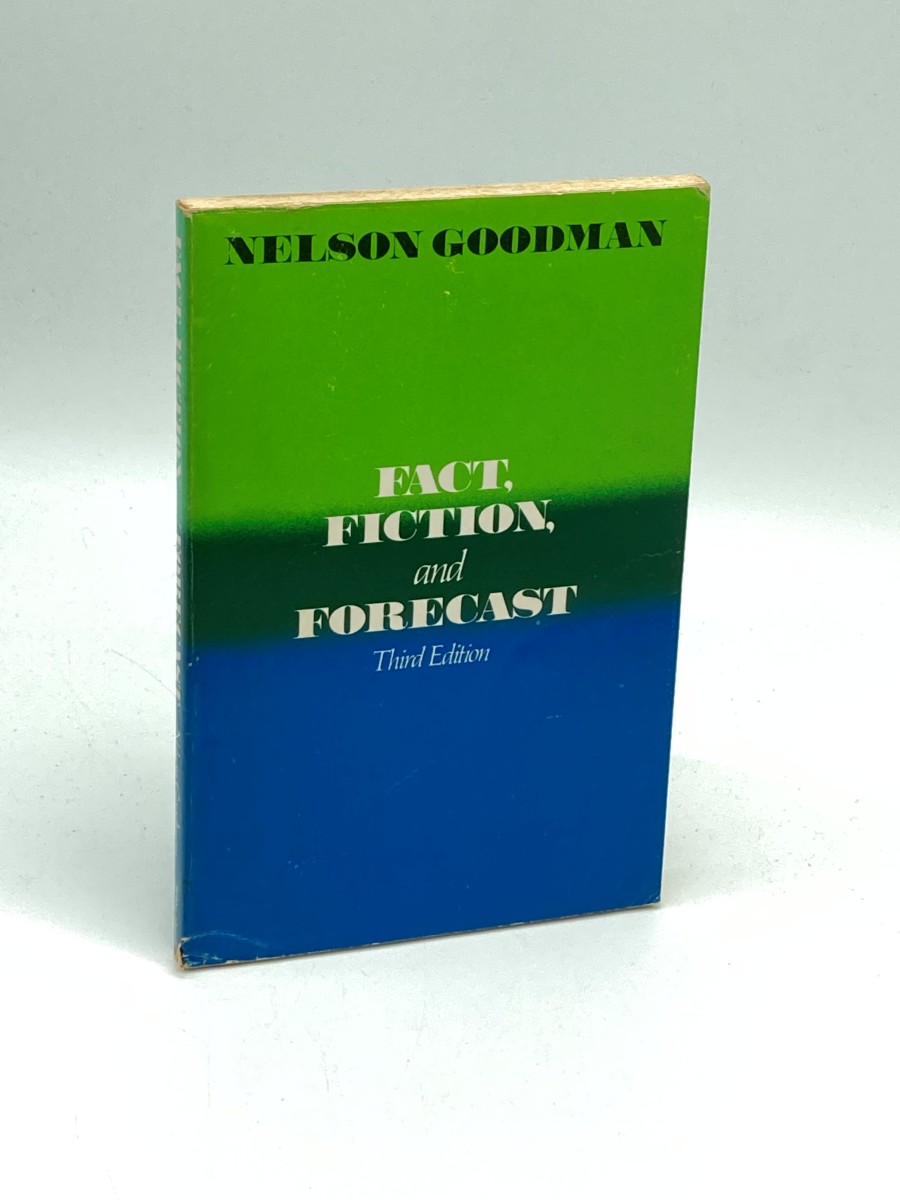 NELSON GOODMAN
FACT,
FICTION,
and
FORECAST
Third Edition